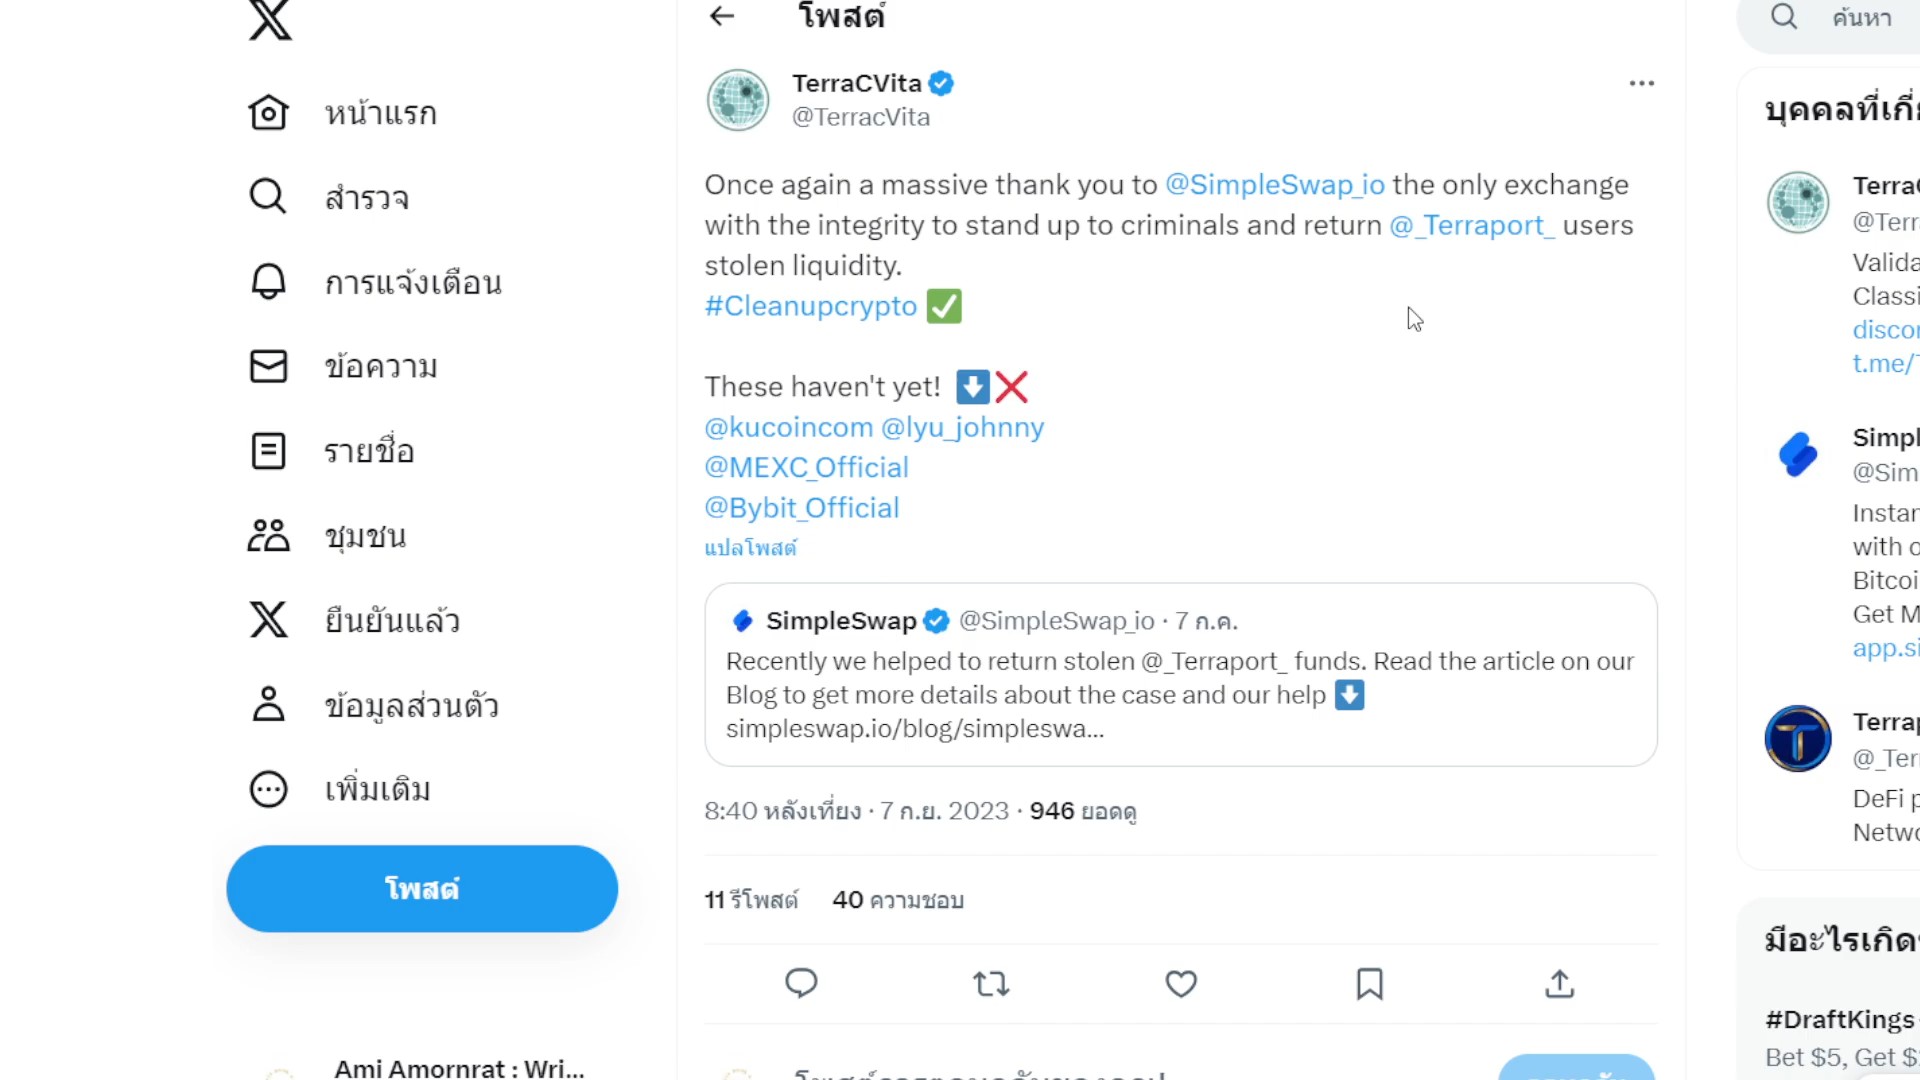 โพสต์
ค้นหา
หน้าแรก
สำรวจ
การแจ้งเตือน
ข้อความ
รายชื่อ
ชุมชน
ยืนยันแล้ว
ข้อมูลส่วนตัว
เพิ่มเติม
โพสต์
Ami Amornrat : Wri...
TerraCVita
@TerracVita
Once again a massive thank you to @SimpleSwap_io the only exchange
with the integrity to stand up to criminals and return @_Terraport_ users
stolen liquidity.
#Cleanupcrypto ✅
These haven't yet! ⬇️❌
@kucoincom @lyu_johnny
@MEXC_Official
@Bybit_Official
แปลโพสต์
SimpleSwap @SimpleSwap_io · 7 ก.ค.
Recently we helped to return stolen @_Terraport_ funds. Read the article on our
Blog to get more details about the case and our help ⬇️
simpleswap.io/blog/simpleswa...
8:40 หลังเที่ยง · 7 ก.ย. 2023 · 946 ยอดดู
11 รีโพสต์ 40 ความชอบ
บุคคลที่เกี่
Terra
@Terr
Valida
Classi
discor
t.me/
Simpl
@Sim
Instan
with o
Bitcoi
Get M
app.si
Terrap
@_Ter
DeFi p
Netwo
มีอะไรเกิด
#DraftKings
Bet $5, Get $